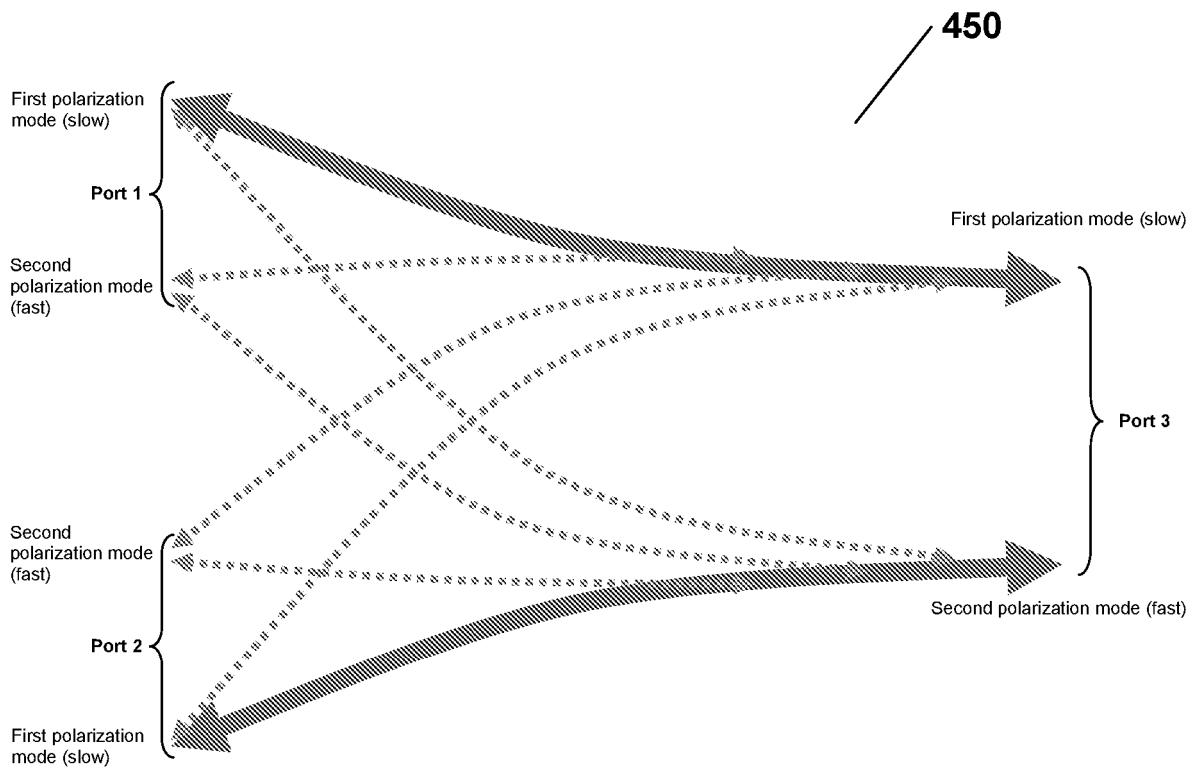 450
First polarization
mode (slow)
Port 1
First polarization mode (slow)
Second
polarization mode
(fast)
Port 3
Second
polarization mode
(fast)
Second polarization mode (fast)
Port 2
First polarization
mode (slow)